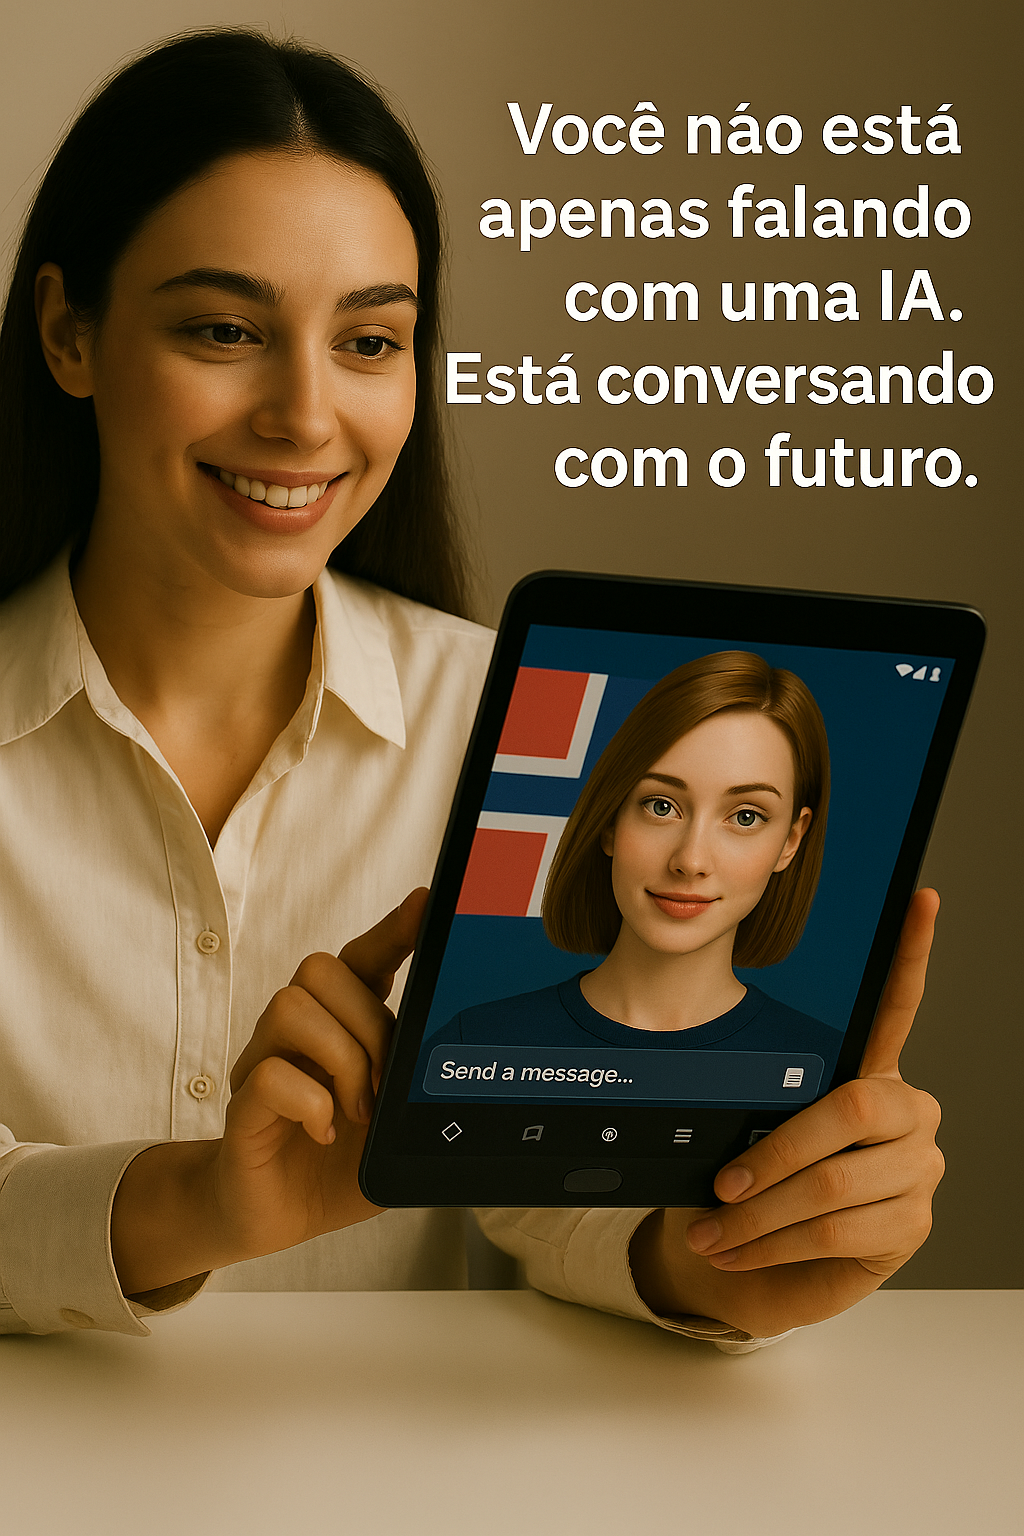 Você náo está
apenas falando
com uma IA.
Está conversando
com o futuro.
Send a message...